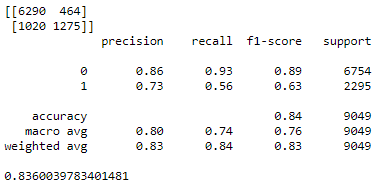 [[6290 464]
[1020 1275]]
precision recall f1-score support
0 0.86 0.93 0.89 6754
1 0.73 0.56 0.63 2295
accuracy 0.84 9049
macro avg 0.80 0.74 0.76 9049
weighted avg 0.83 0.84 0.83 9049
0.8360039783401481